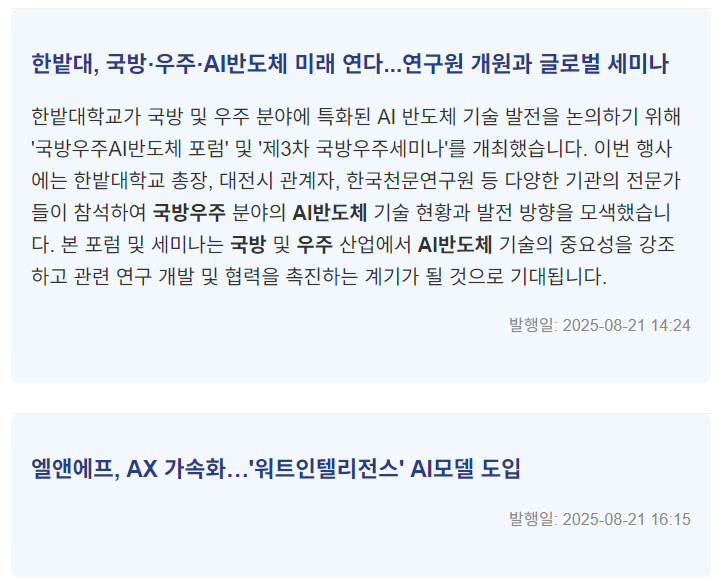 한밭대, 국방·우주·AI반도체 미래 연다...연구원 개원과 글로벌 세미나
한밭대학교가 국방 및 우주 분야에 특화된 AI 반도체 기술 발전을 논의하기 위해
'국방우주AI반도체 포럼' 및 '제3차 국방우주세미나'를 개최했습니다. 이번 행사
에는 한밭대학교 총장, 대전시 관계자, 한국천문연구원 등 다양한 기관의 전문가
들이 참석하여 국방우주 분야의 AI반도체 기술 현황과 발전 방향을 모색했습니
다. 본 포럼 및 세미나는 국방 및 우주 산업에서 AI반도체 기술의 중요성을 강조
하고 관련 연구 개발 및 협력을 촉진하는 계기가 될 것으로 기대됩니다.
발행일: 2025-08-21 14:24
엘앤에프, AX 가속화…'워트인텔리전스' AI모델 도입
발행일: 2025-08-21 16:15